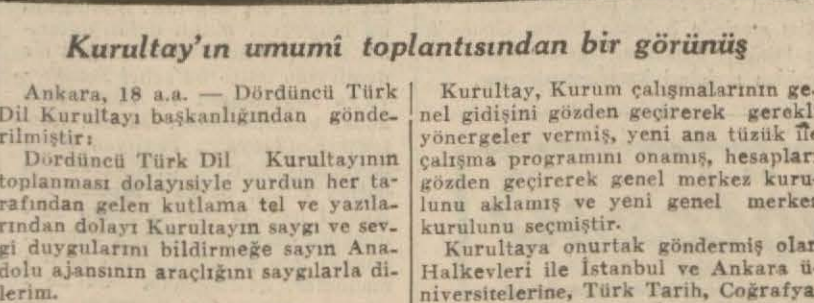 Kurultay'ın umumî toplantısından bir görünüş
Ankara, 18 a.a. — Dördüncü Türk
Dil Kurultayı başkanlığından gönde-
rilmiştir:
Dördüncü Türk Dil Kurultayının
toplanması dolayısiyle yurdun her ta-
rafından gelen kutlama tel ve yazıla-
rından dolayı Kurultayın saygı ve sev-
gi duygularını bildirmeğe sayın Ana-
dolu ajansının araçlığını saygılarla di-
lerim.
Kurultay, Kurum çalışmalarının ge-
nel gidişini gözden geçirerek gerekl
yönergeler vermiş, yeni ana tüzük ile
çalışma programını onamış, hesapları
gözden geçirerek genel merkez kuru-
lunu aklamış ve yeni genel merkez
kurulunu seçmiştir.
Kurultaya onurtak göndermiş olan
Halkevleri ile İstanbul ve Ankara ü-
niversitelerine, Türk Tarih, Coğrafya